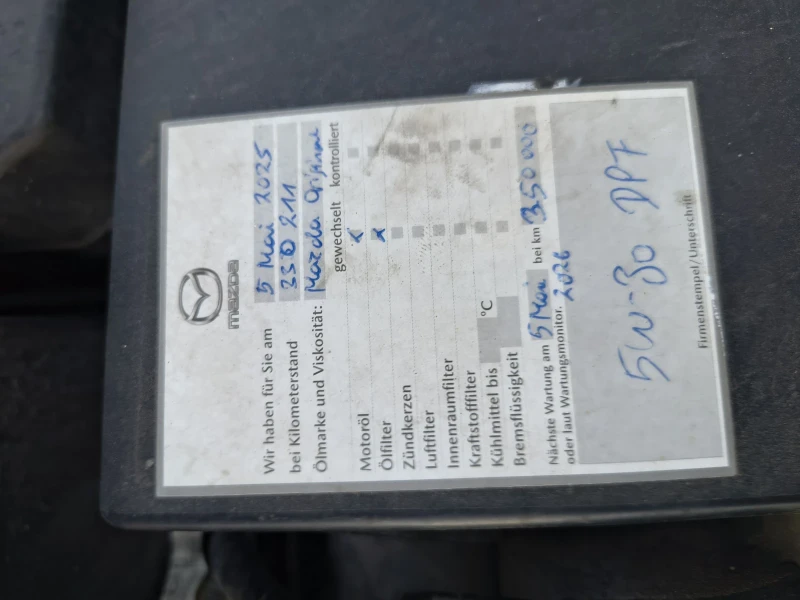 mazda
Wir haben für Sie am 5 Mai 2025
bei Kilometerstand 330 211
Ölmarke und Viskosität: Mazda Original
gewechselt kontrolliert
Motoröl x
Ölfilter x
Zündkerzen
Luftfilter
Innenraumfilter
Kraftstofffilter
Kühlmittel bis °C
Bremsflüssigkeit
Nächste Wartung am 5 Mai 2026 bei km 350 000
oder laut Wartungsmonitor.
5W-30 DPF
Firmenstempel/Unterschrift